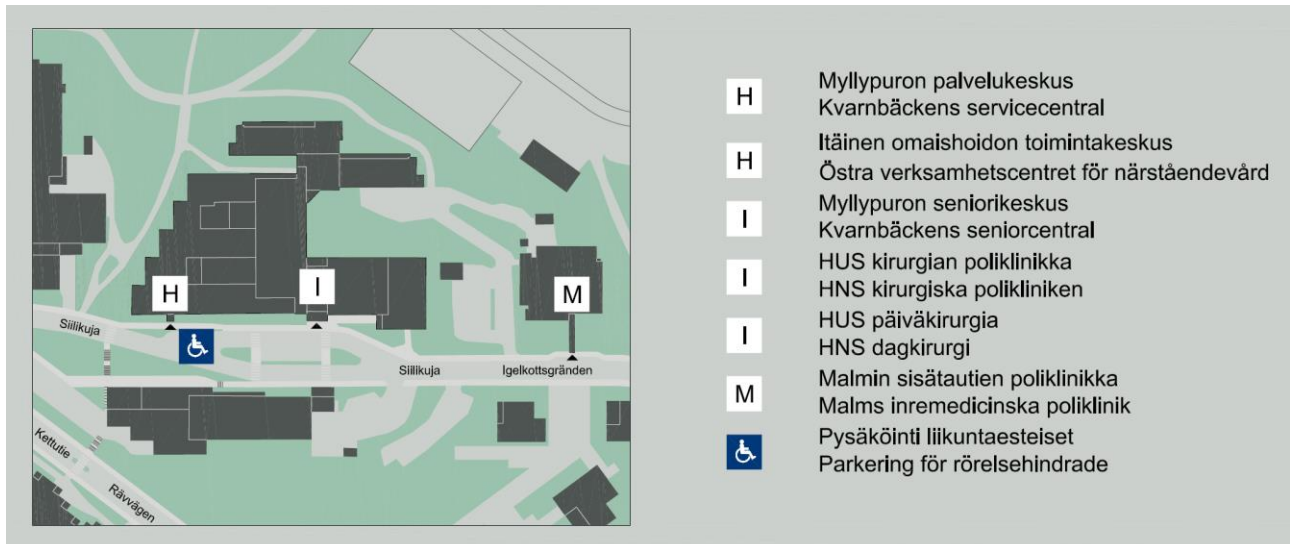 H
I
M
Siilikuja
Siilikuja
Igelkottsgränden
Kettutie
Rävvägen
H
Myllypuron palvelukeskus
Kvarnbäckens servicecentral
H
Itäinen omaishoidon toimintakeskus
Östra verksamhetscentret för närståendevård
I
Myllypuron seniorikeskus
Kvarnbäckens seniorcentral
I
HUS kirurgian poliklinikka
HNS kirurgiska polikliniken
I
HUS päiväkirurgia
HNS dagkirurgi
M
Malmin sisätautien poliklinikka
Malms inremedicinska poliklinik
Pysäköinti liikuntaesteiset
Parkering för rörelsehindrade